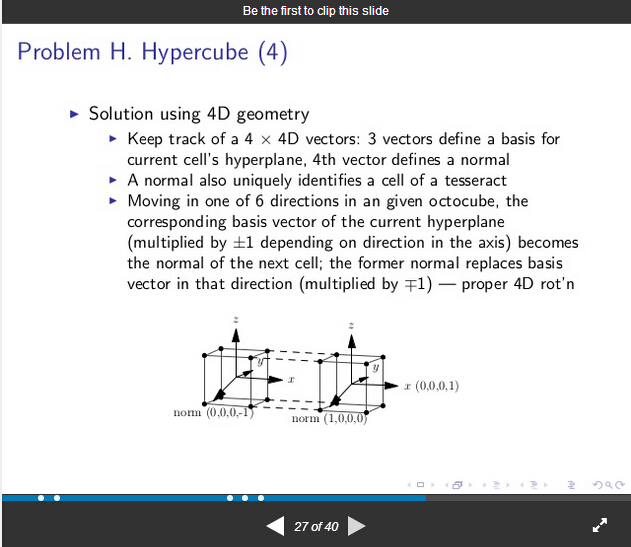 Be the first to clip this slide
Problem H. Hypercube (4)
Solution using 4D geometry
Keep track of a 4 × 4D vectors: 3 vectors define a basis for
current cell's hyperplane, 4th vector defines a normal
A normal also uniquely identifies a cell of a tesseract
Moving in one of 6 directions in an given octocube, the
corresponding basis vector of the current hyperplane
(multiplied by ±1 depending on direction in the axis) becomes
the normal of the next cell; the former normal replaces basis
vector in that direction (multiplied by ∓1) — proper 4D rot'n
z
y
x
norm (0,0,0,-1)
z
y
x (0,0,0,1)
norm (1,0,0,0)
27 of 40